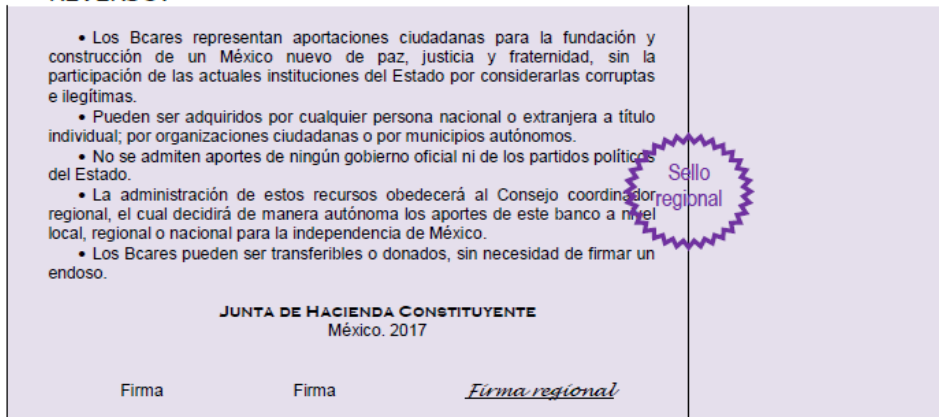 • Los Bcares representan aportaciones ciudadanas para la fundación y
construcción de un México nuevo de paz, justicia y fraternidad, sin la
participación de las actuales instituciones del Estado por considerarlas corruptas
e ilegítimas.
• Pueden ser adquiridos por cualquier persona nacional o extranjera a título
individual; por organizaciones ciudadanas o por municipios autónomos.
• No se admiten aportes de ningún gobierno oficial ni de los partidos políticos
del Estado.
• La administración de estos recursos obedecerá al Consejo coordinador
regional, el cual decidirá de manera autónoma los aportes de este banco a nivel
local, regional o nacional para la independencia de México.
• Los Bcares pueden ser transferibles o donados, sin necesidad de firmar un
endoso.
Sello
regional
JUNTA DE HACIENDA CONSTITUYENTE
México. 2017
Firma Firma Firma regional